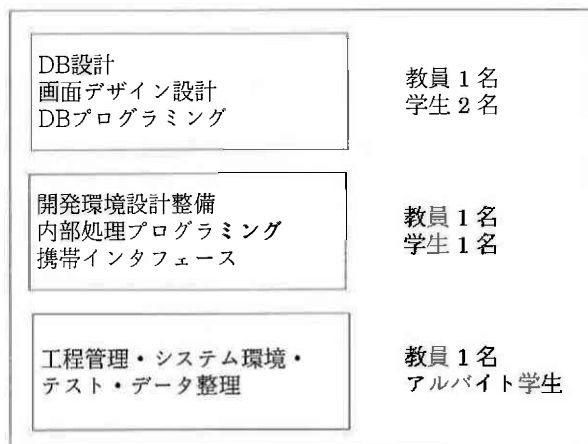 DB設計
画面デザイン設計
DBプログラミング
教員 1 名
学生 2 名
開発環境設計整備
内部処理プログラミング
携帯インタフェース
教員 1 名
学生 1 名
工程管理・システム環境・
テスト・データ整理
教員 1 名
アルバイト学生